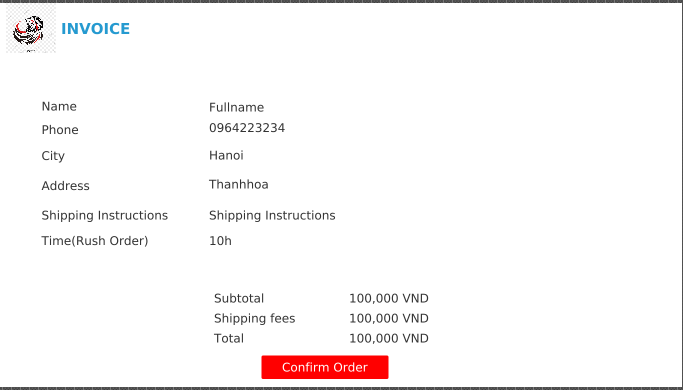 INVOICE
Name Fullname
Phone 0964223234
City Hanoi
Address Thanhhoa
Shipping Instructions Shipping Instructions
Time(Rush Order) 10h
Subtotal 100,000 VND
Shipping fees 100,000 VND
Total 100,000 VND
Confirm Order